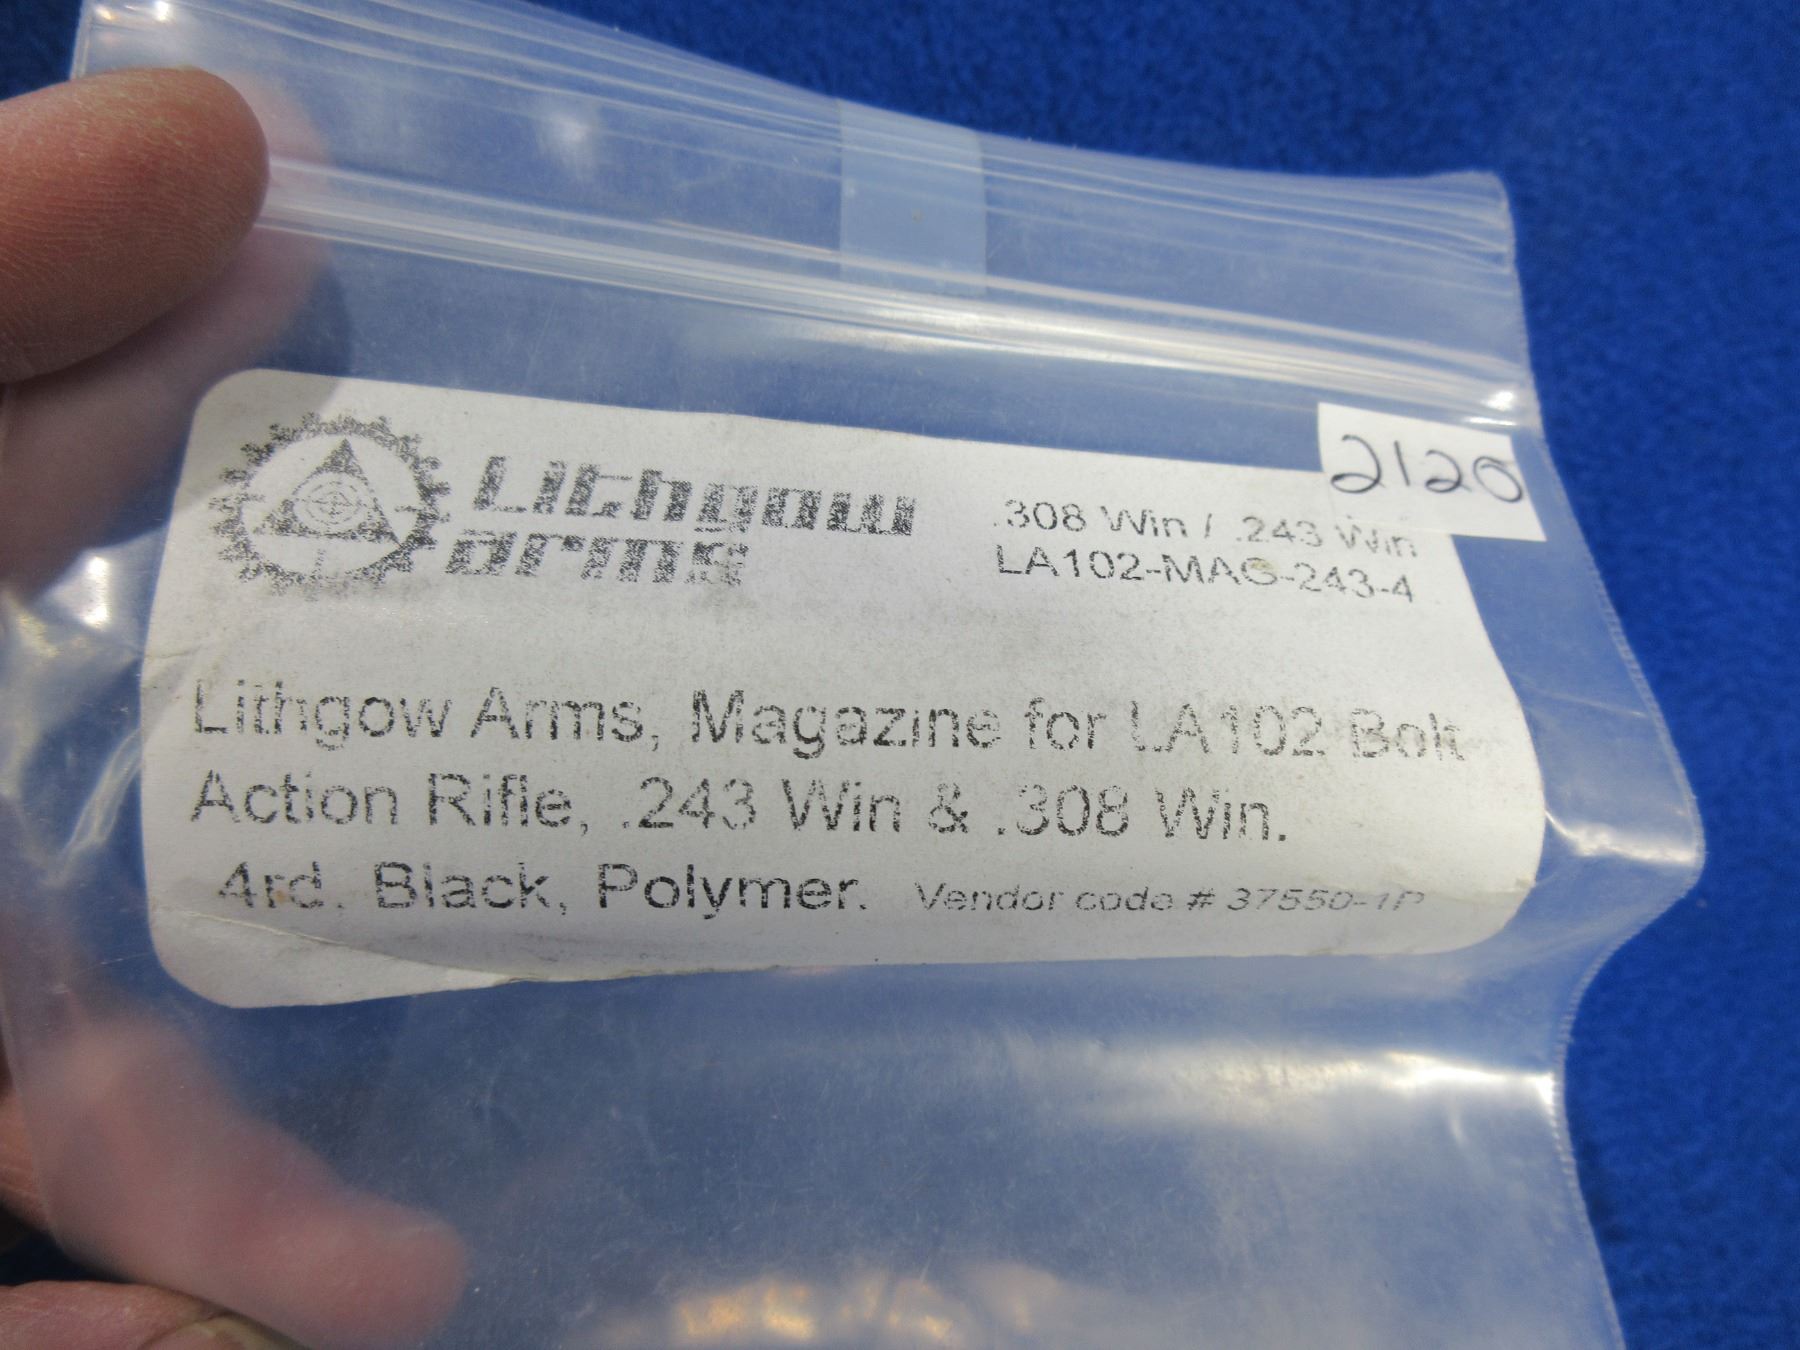 2120
Lithgow
arms
.308 Win / .243 Win
LA102-MAG-243-4
Lithgow Arms, Magazine for LA102 Bolt
Action Rifle, .243 Win & .308 Win.
4rd. Black, Polymer. Vendor code # 37550-1P